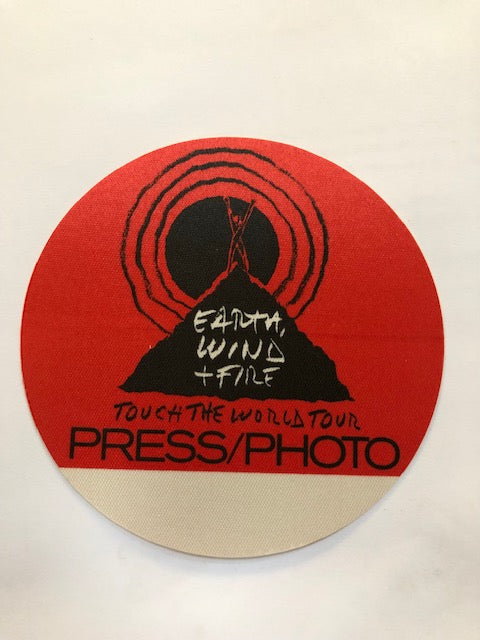 EARTH,
WIND
+ FIRE
TOUCH THE WORLD TOUR
PRESS/PHOTO